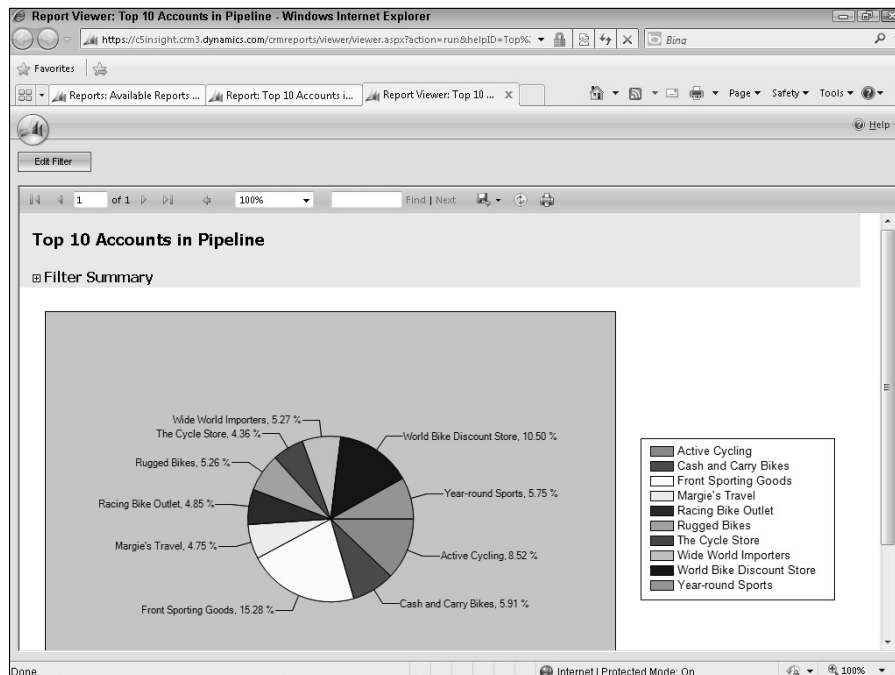 Report Viewer: Top 10 Accounts in Pipeline - Windows Internet Explorer
https://c5insight.crm3.dynamics.com/crmreports/viewer/viewer.aspx?action=run&helpID=Top%
Bing
Favorites
Reports: Available Reports ...
Report: Top 10 Accounts i...
Report Viewer: Top 10 ...
X
Page
Safety
Tools
Help
Edit Filter
1
of 1
100%
Find | Next
Top 10 Accounts in Pipeline
Filter Summary
Wide World Importers, 5.27 %
The Cycle Store, 4.36 %
World Bike Discount Store, 10.50 %
Rugged Bikes, 5.26 %
Year-round Sports, 5.75 %
Racing Bike Outlet, 4.85 %
Margie's Travel, 4.75 %
Active Cycling, 8.52 %
Front Sporting Goods, 15.28 %
Cash and Carry Bikes, 5.91 %
Active Cycling
Cash and Carry Bikes
Front Sporting Goods
Margie's Travel
Racing Bike Outlet
Rugged Bikes
The Cycle Store
Wide World Importers
World Bike Discount Store
Year-round Sports
Done
Internet | Protected Mode: On
100%